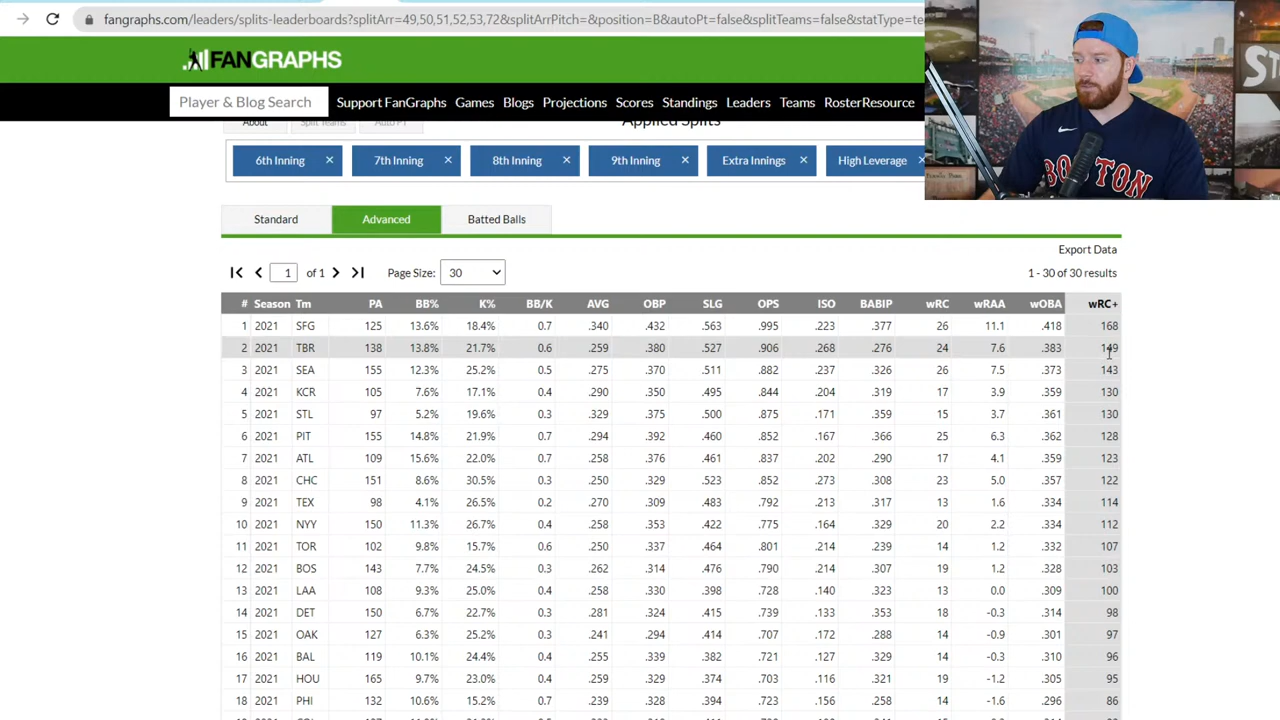 fangraphs.com/leaders/splits-leaderboards?splitArr=49,50,51,52,53,72&splitArrPitch=&position=B&autoPt=false&splitTeams=false&statType=te
FANGRAPHS
Player & Blog Search Support FanGraphs Games Blogs Projections Scores Standings Leaders Teams RosterResource
About Split Teams Auto PT Applied Splits
6th Inning × 7th Inning × 8th Inning × 9th Inning × Extra Innings × High Leverage ×
Standard Advanced Batted Balls
Export Data
1 of 1 Page Size: 30 1 - 30 of 30 results
# Season Tm PA BB% K% BB/K AVG OBP SLG OPS ISO BABIP wRC wRAA wOBA wRC+
1 2021 SFG 125 13.6% 18.4% 0.7 .340 .432 .563 .995 .223 .377 26 11.1 .418 168
2 2021 TBR 138 13.8% 21.7% 0.6 .259 .380 .527 .906 .268 .276 24 7.6 .383 149
3 2021 SEA 155 12.3% 25.2% 0.5 .275 .370 .511 .882 .237 .326 26 7.5 .373 143
4 2021 KCR 105 7.6% 17.1% 0.4 .290 .350 .495 .844 .204 .319 17 3.9 .359 130
5 2021 STL 97 5.2% 19.6% 0.3 .329 .375 .500 .875 .171 .359 15 3.7 .361 130
6 2021 PIT 155 14.8% 21.9% 0.7 .294 .392 .460 .852 .167 .366 25 6.3 .362 128
7 2021 ATL 109 15.6% 22.0% 0.7 .258 .376 .461 .837 .202 .290 17 4.1 .359 123
8 2021 CHC 151 8.6% 30.5% 0.3 .250 .329 .523 .852 .273 .308 23 5.0 .357 122
9 2021 TEX 98 4.1% 26.5% 0.2 .270 .309 .483 .792 .213 .317 13 1.6 .334 114
10 2021 NYY 150 11.3% 26.7% 0.4 .258 .353 .422 .775 .164 .329 20 2.2 .334 112
11 2021 TOR 102 9.8% 15.7% 0.6 .250 .337 .464 .801 .214 .239 14 1.2 .332 107
12 2021 BOS 143 7.7% 24.5% 0.3 .262 .314 .476 .790 .214 .307 19 1.2 .328 103
13 2021 LAA 108 9.3% 25.0% 0.4 .258 .330 .398 .728 .140 .323 13 0.0 .309 100
14 2021 DET 150 6.7% 22.7% 0.3 .281 .324 .415 .739 .133 .353 18 -0.3 .314 98
15 2021 OAK 127 6.3% 25.2% 0.3 .241 .294 .414 .707 .172 .288 14 -0.9 .301 97
16 2021 BAL 119 10.1% 24.4% 0.4 .255 .339 .382 .721 .127 .329 14 -0.3 .310 96
17 2021 HOU 165 9.7% 23.0% 0.4 .259 .329 .374 .703 .116 .321 19 -1.2 .305 95
18 2021 PHI 132 10.6% 15.2% 0.7 .239 .328 .394 .723 .156 .258 14 -1.6 .296 86
BOSTON